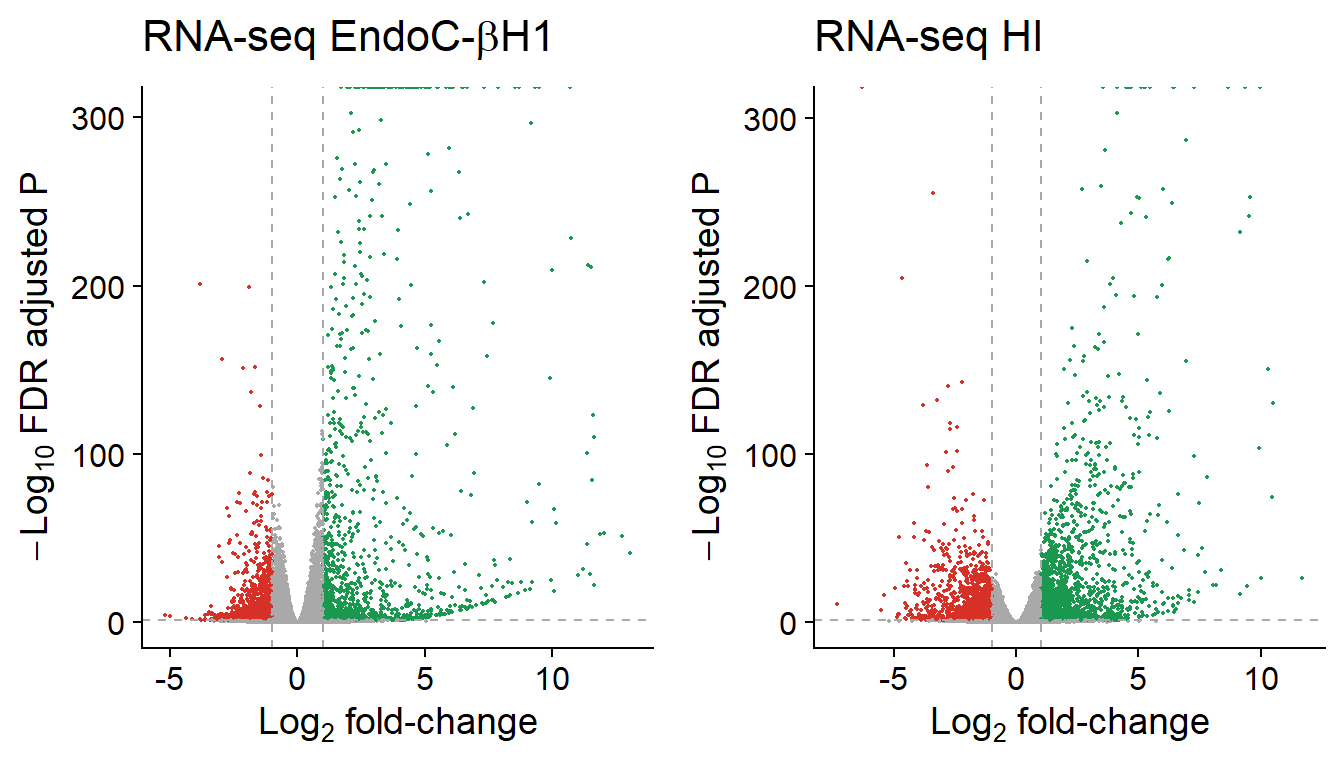 RNA-seq EndoC-βH1
300
200
100
0
-5 0 5 10
−Log₁₀ FDR adjusted P
Log₂ fold-change
RNA-seq HI
300
200
100
0
-5 0 5 10
−Log₁₀ FDR adjusted P
Log₂ fold-change